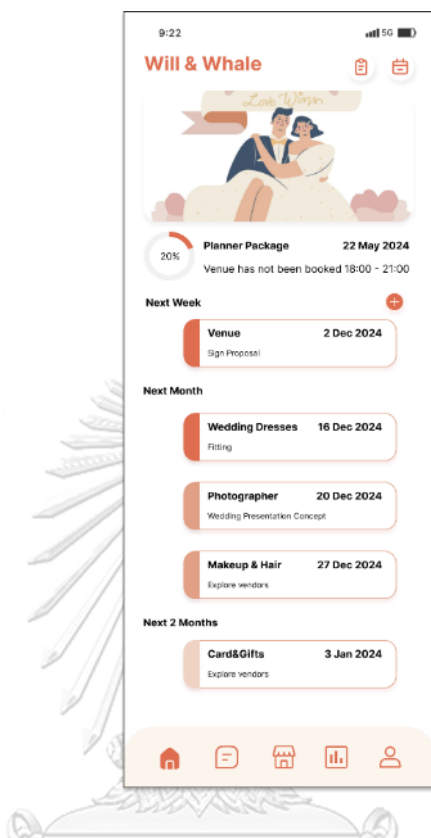 9:22 5G
Will & Whale
Love Wins
20%
Planner Package 22 May 2024
Venue has not been booked 18:00 - 21:00
Next Week
Venue 2 Dec 2024
Sign Proposal
Next Month
Wedding Dresses 16 Dec 2024
Fitting
Photographer 20 Dec 2024
Wedding Presentation Concept
Makeup & Hair 27 Dec 2024
Explore vendors
Next 2 Months
Card&Gifts 3 Jan 2024
Explore vendors